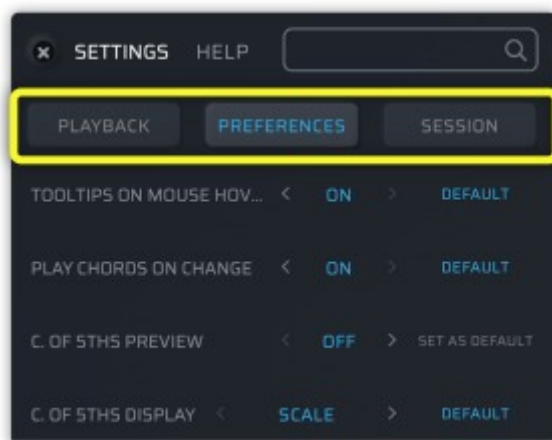 SETTINGS HELP
PLAYBACK PREFERENCES SESSION
TOOLTIPS ON MOUSE HOV... < ON > DEFAULT
PLAY CHORDS ON CHANGE < ON > DEFAULT
C. OF 5THS PREVIEW < OFF > SET AS DEFAULT
C. OF 5THS DISPLAY < SCALE > DEFAULT